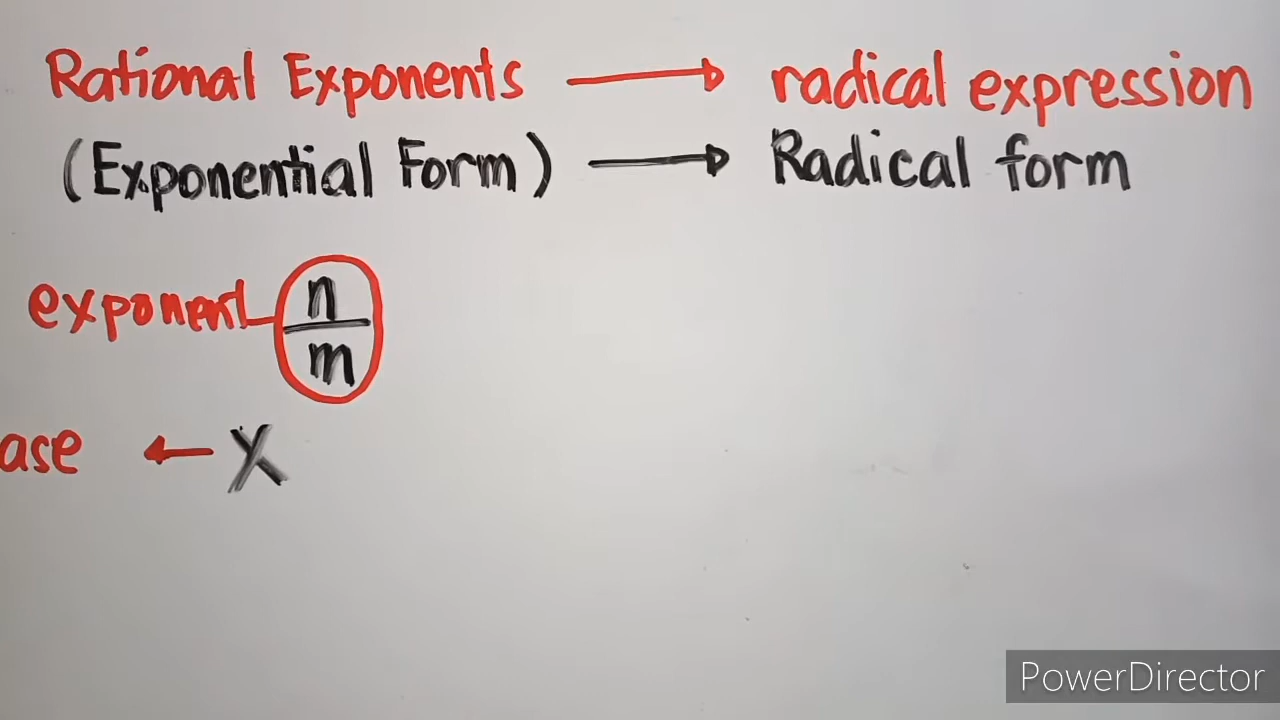 Rational Exponents → radical expression
(Exponential Form) → Radical form
exponent n
m
ase ← X
PowerDirector